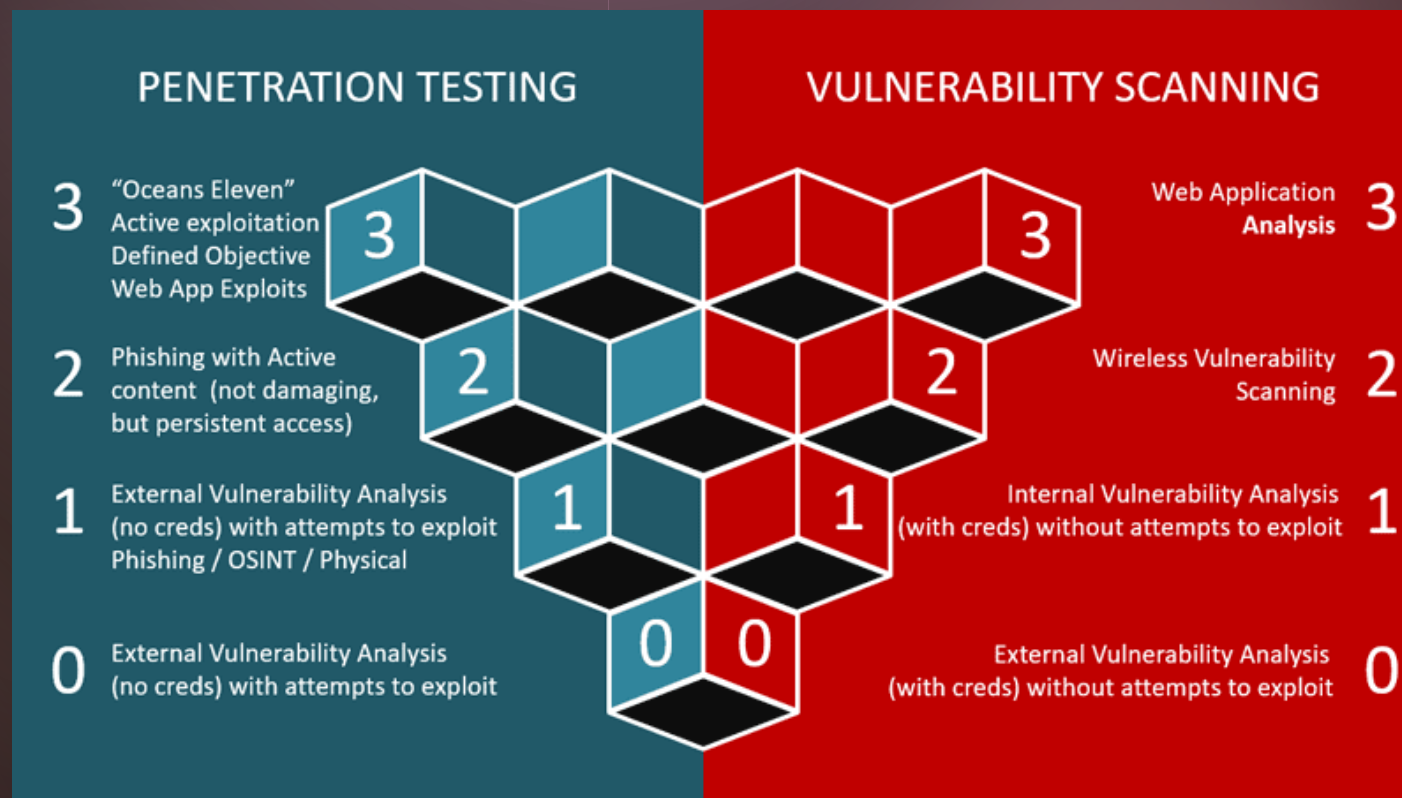 PENETRATION TESTING
VULNERABILITY SCANNING
3
“Oceans Eleven”
Active exploitation
Defined Objective
Web App Exploits
3
3
Web Application
Analysis
3
2
Phishing with Active
content (not damaging,
but persistent access)
2
2
Wireless Vulnerability
Scanning
2
1
External Vulnerability Analysis
(no creds) with attempts to exploit
Phishing / OSINT / Physical
1
1
Internal Vulnerability Analysis
(with creds) without attempts to exploit
1
0
External Vulnerability Analysis
(no creds) with attempts to exploit
0
0
External Vulnerability Analysis
(with creds) without attempts to exploit
0